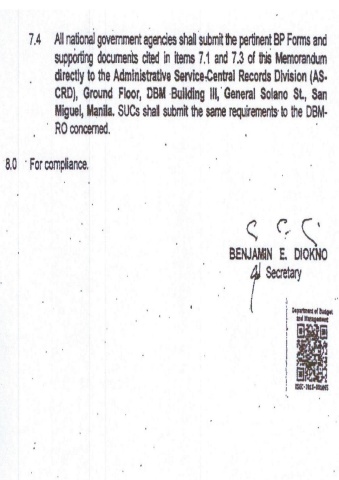 7.4 All national government agencies shall submit the pertinent BP Forms and
supporting documents cited in items 7.1 and 7.3 of this Memorandum
directly to the Administrative Service-Central Records Division (AS-
CRD), Ground Floor, DBM Building III, General Solano St., San
Miguel, Manila. SUCs shall submit the same requirements to the DBM-
RO concerned.
8.0 For compliance.
BENJAMIN E. DIOKNO
Secretary
Department of Budget
and Management